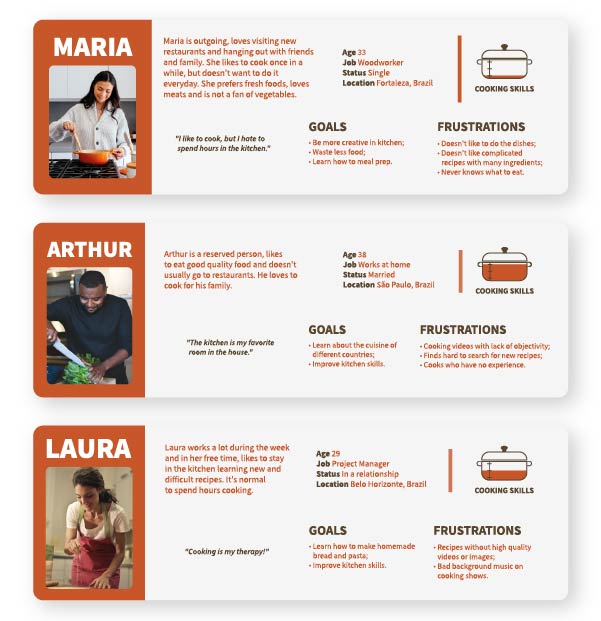 MARIA
Maria is outgoing, loves visiting new
restaurants and hanging out with friends
and family. She likes to cook once in a
while, but doesn't want to do it
everyday. She prefers fresh foods, loves
meats and is not a fan of vegetables.
"I like to cook, but I hate to
spend hours in the kitchen."
Age 33
Job Woodworker
Status Single
Location Fortaleza, Brazil
COOKING SKILLS
GOALS
• Be more creative in kitchen;
• Waste less food;
• Learn how to meal prep.
FRUSTRATIONS
• Doesn't like to do the dishes;
• Doesn't like complicated
recipes with many ingredients;
• Never knows what to eat.
ARTHUR
Arthur is a reserved person, likes
to eat good quality food and doesn't
usually go to restaurants. He loves to
cook for his family.
"The kitchen is my favorite
room in the house."
Age 38
Job Works at home
Status Married
Location São Paulo, Brazil
COOKING SKILLS
GOALS
• Learn about the cuisine of
different countries;
• Improve kitchen skills.
FRUSTRATIONS
• Cooking videos with lack of objectivity;
• Finds hard to search for new recipes;
• Cooks who have no experience.
LAURA
Laura works a lot during the week
and in her free time, likes to stay
in the kitchen learning new and
difficult recipes. It's normal
to spend hours cooking.
"Cooking is my therapy!"
Age 29
Job Project Manager
Status In a relationship
Location Belo Horizonte, Brazil
COOKING SKILLS
GOALS
• Learn how to make homemade
bread and pasta;
• Improve kitchen skills.
FRUSTRATIONS
• Recipes without high quality
videos or images;
• Bad background music on
cooking shows.